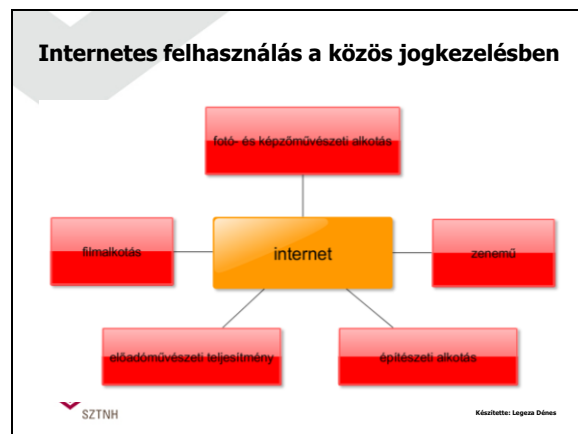 Internetes felhasználás a közös jogkezelésben
fotó- és képzőművészeti alkotás
filmalkotás
internet
zenemű
előadóművészeti teljesítmény
építészeti alkotás
SZTNH
Készítette: Legeza Dénes